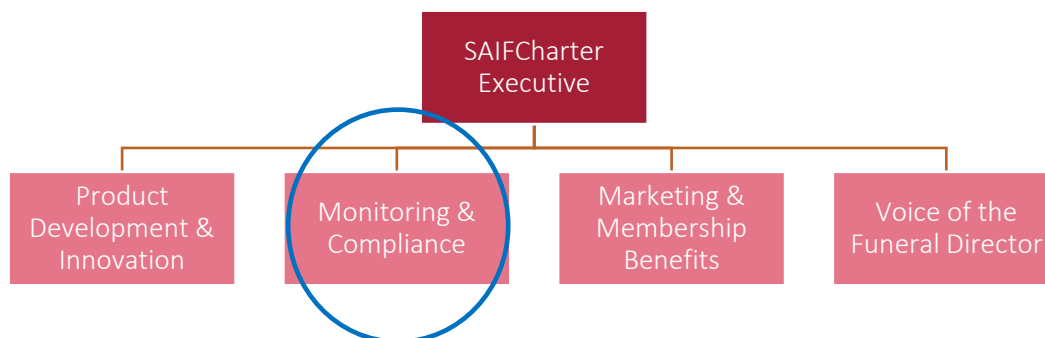 SAIFCharter
Executive
Product
Development &
Innovation
Monitoring &
Compliance
Marketing &
Membership
Benefits
Voice of the
Funeral Director